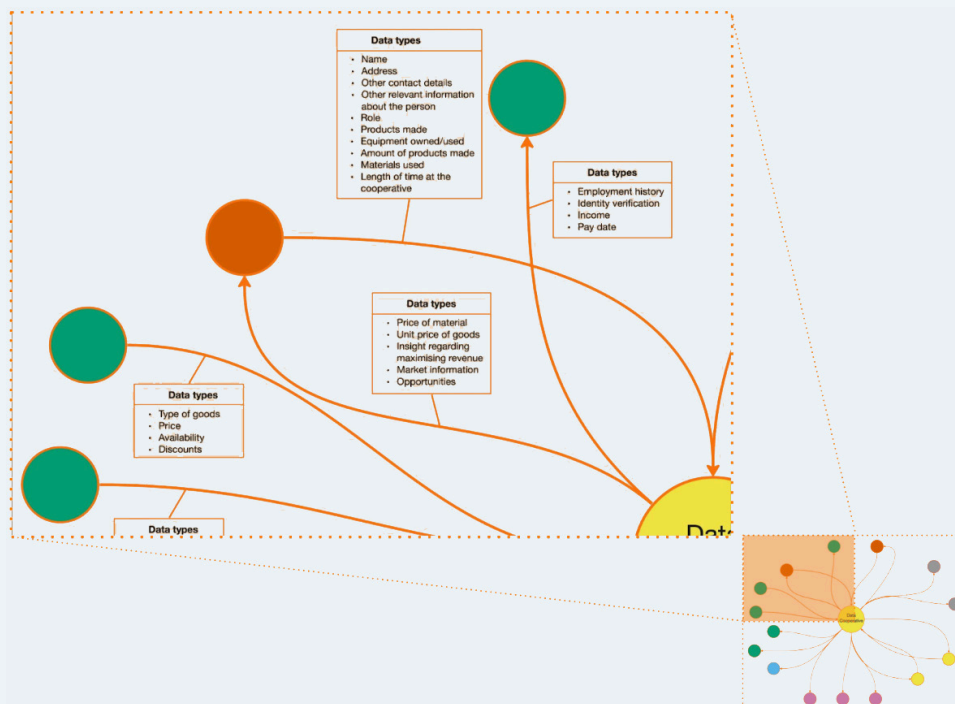 Data types
• Name
• Address
• Other contact details
• Other relevant information
about the person
• Role
• Products made
• Equipment owned/used
• Amount of products made
• Materials used
• Length of time at the
cooperative
Data types
• Employment history
• Identity verification
• Income
• Pay date
Data types
• Price of material
• Unit price of goods
• Insight regarding
maximising revenue
• Market information
• Opportunities
Data types
• Type of goods
• Price
• Availability
• Discounts
Data types
Data
Data
Cooperative